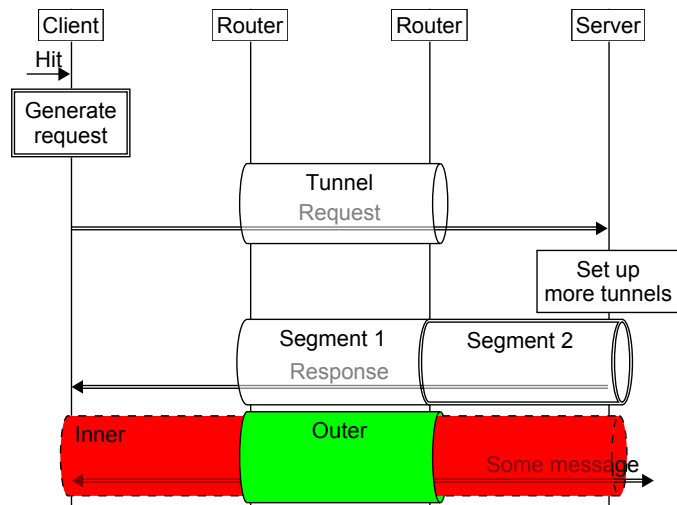 Client
Router
Router
Server
Hit
Generate
request
Tunnel
Request
Set up
more tunnels
Segment 1
Segment 2
Response
Inner
Outer
Some message